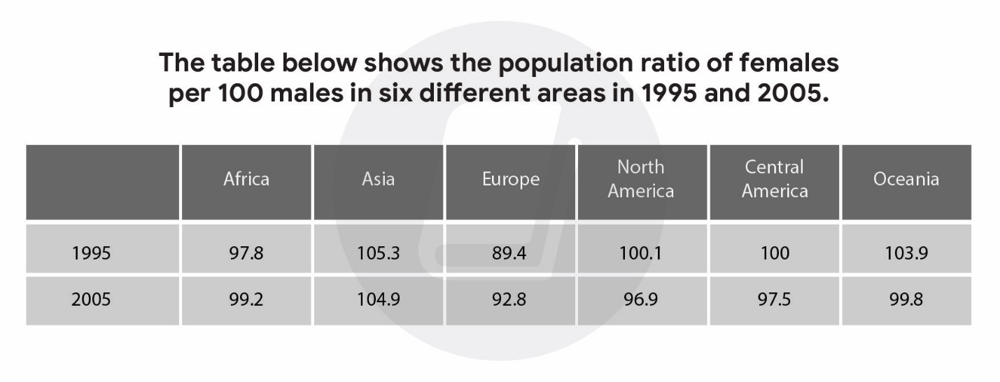 The table below shows the population ratio of females
per 100 males in six different areas in 1995 and 2005.
Africa Asia Europe North America Central America Oceania
1995 97.8 105.3 89.4 100.1 100 103.9
2005 99.2 104.9 92.8 96.9 97.5 99.8